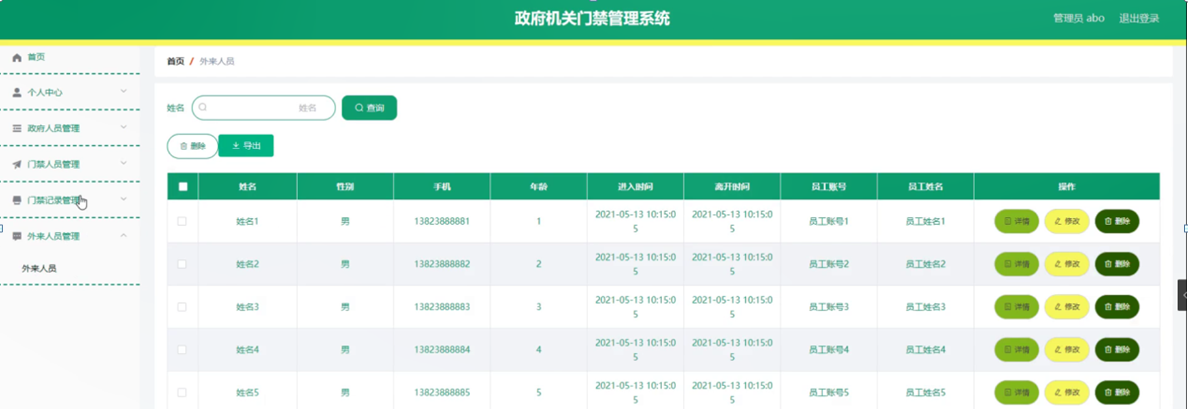 政府机关门禁管理系统
管理员 abo 退出登录
首页
个人中心
政府人员管理
门禁人员管理
门禁记录管理
外来人员管理
外来人员
首页 / 外来人员
姓名 姓名 查询
删除 导出
姓名 性别 手机 年龄 进入时间 离开时间 员工账号 员工姓名 操作
姓名1 男 13823888881 1 2021-05-13 10:15:05 2021-05-13 10:15:05 员工账号1 员工姓名1 详情 修改 删除
姓名2 男 13823888882 2 2021-05-13 10:15:05 2021-05-13 10:15:05 员工账号2 员工姓名2 详情 修改 删除
姓名3 男 13823888883 3 2021-05-13 10:15:05 2021-05-13 10:15:05 员工账号3 员工姓名3 详情 修改 删除
姓名4 男 13823888884 4 2021-05-13 10:15:05 2021-05-13 10:15:05 员工账号4 员工姓名4 详情 修改 删除
姓名5 男 13823888885 5 2021-05-13 10:15:05 2021-05-13 10:15:05 员工账号5 员工姓名5 详情 修改 删除